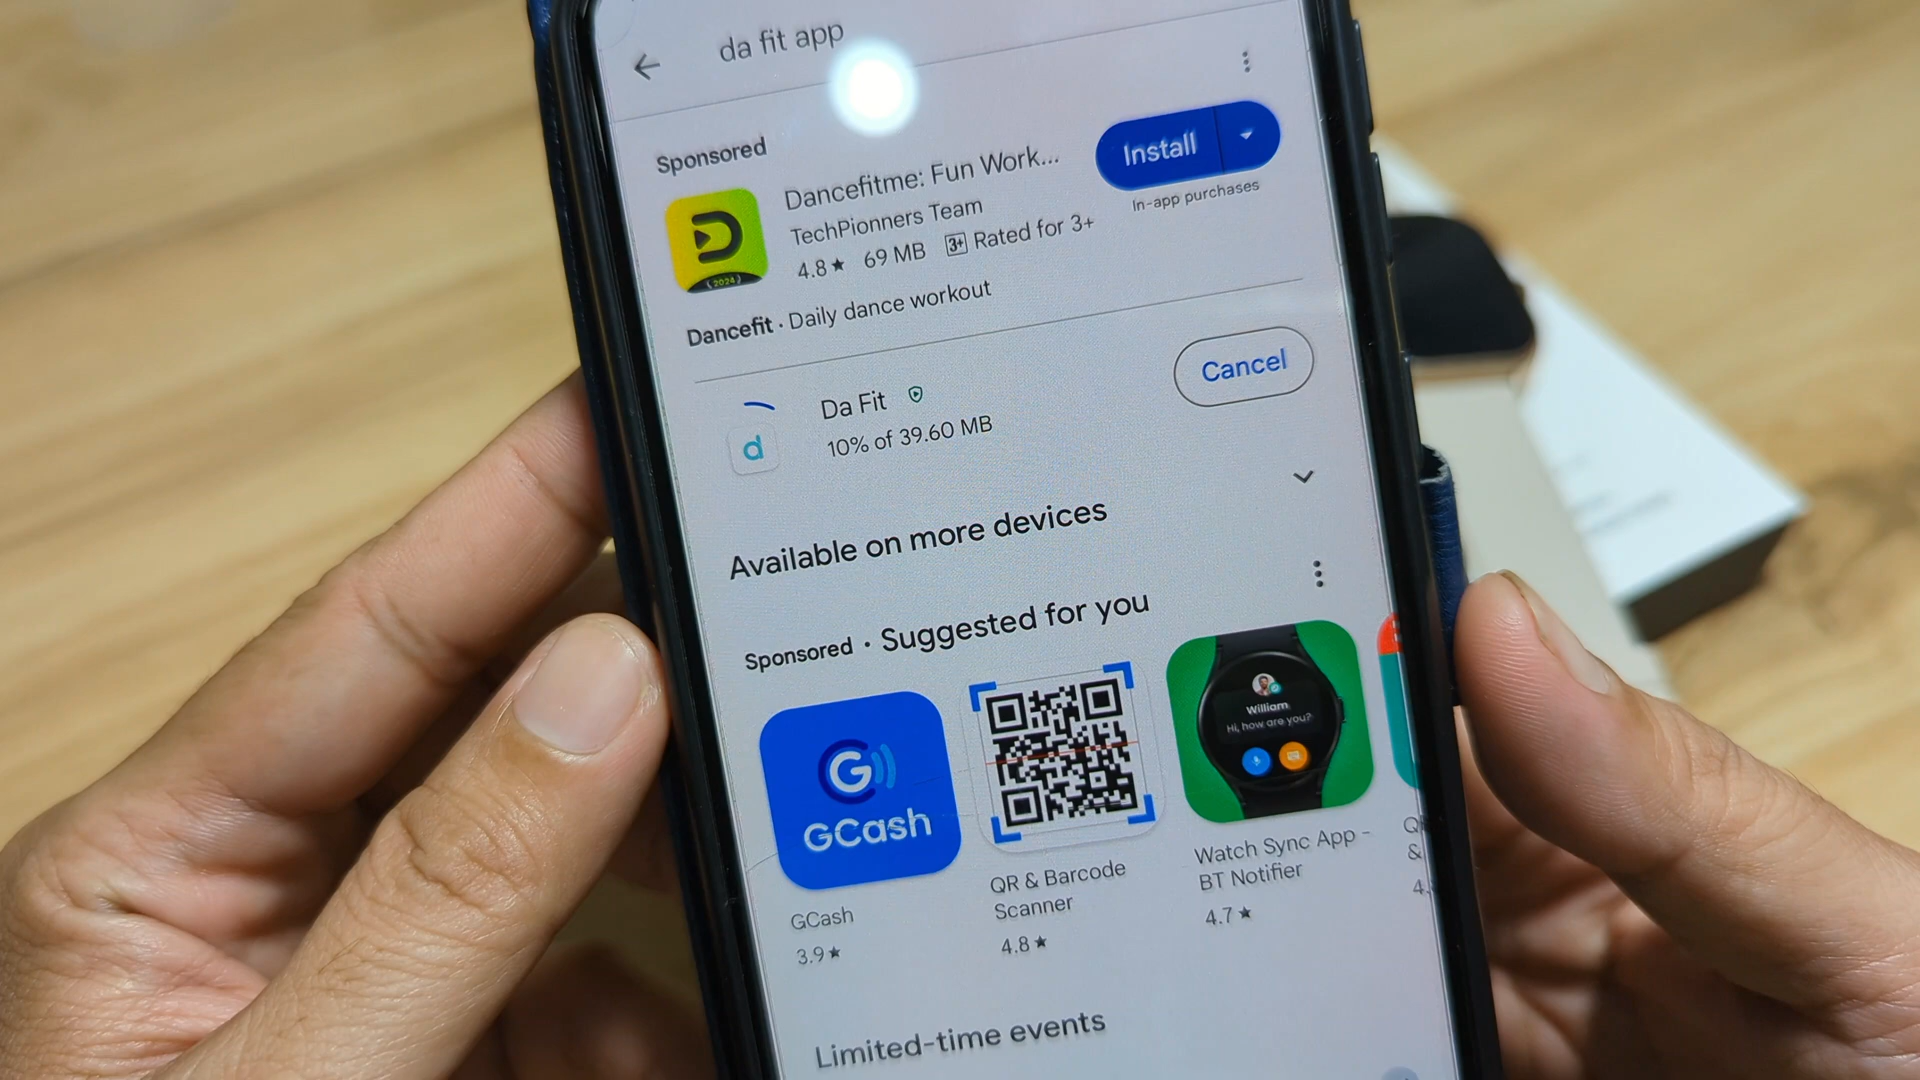 da fit app
Sponsored
Dancefitme: Fun Work...
TechPionners Team
4.8★ 69 MB 3+ Rated for 3+
Install
In-app purchases
D
(2024)
Dancefit · Daily dance workout
Da Fit
10% of 39.60 MB
Cancel
d
Available on more devices
Sponsored · Suggested for you
G
GCash
William
Hi, how are you?
GCash
3.9★
QR & Barcode
Scanner
4.8★
Watch Sync App -
BT Notifier
4.7★
Q
&
4.
Limited-time events